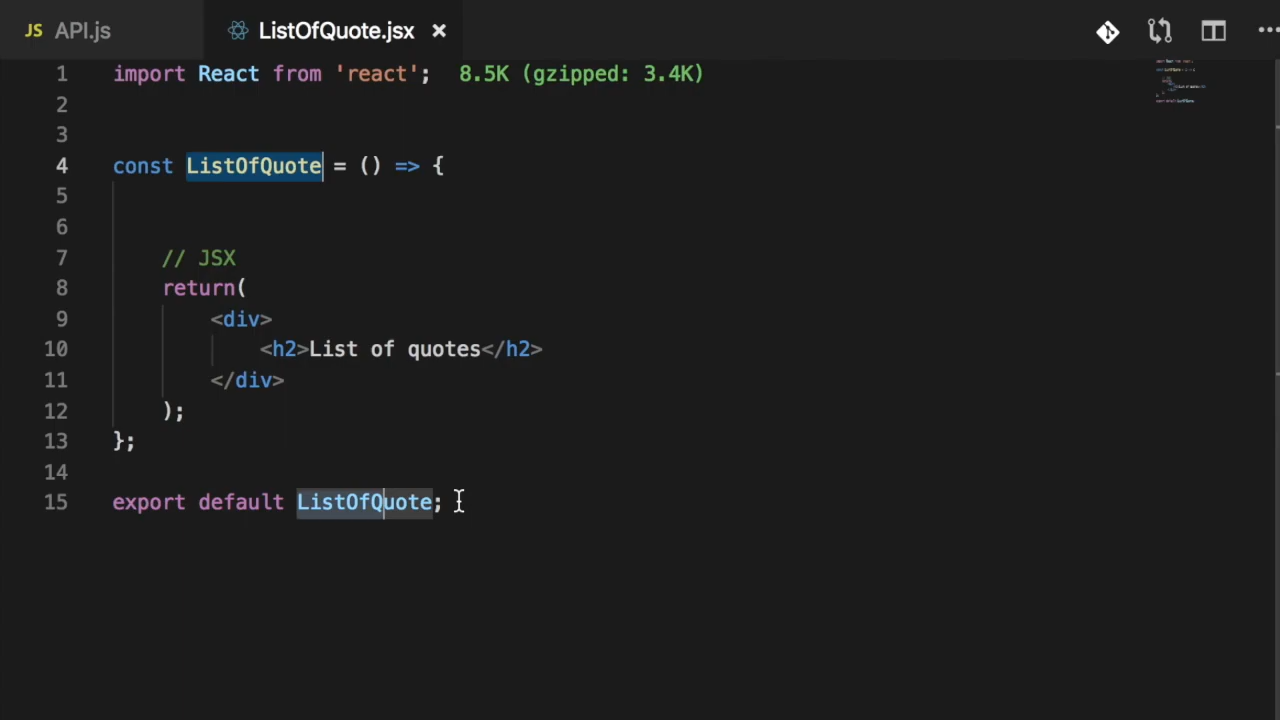 JS API.js ListOfQuote.jsx ×
1 import React from 'react'; 8.5K (gzipped: 3.4K)
2
3
4 const ListOfQuote = () => {
5
6
7 // JSX
8 return(
9 <div>
10 <h2>List of quotes</h2>
11 </div>
12 );
13 };
14
15 export default ListOfQuote;